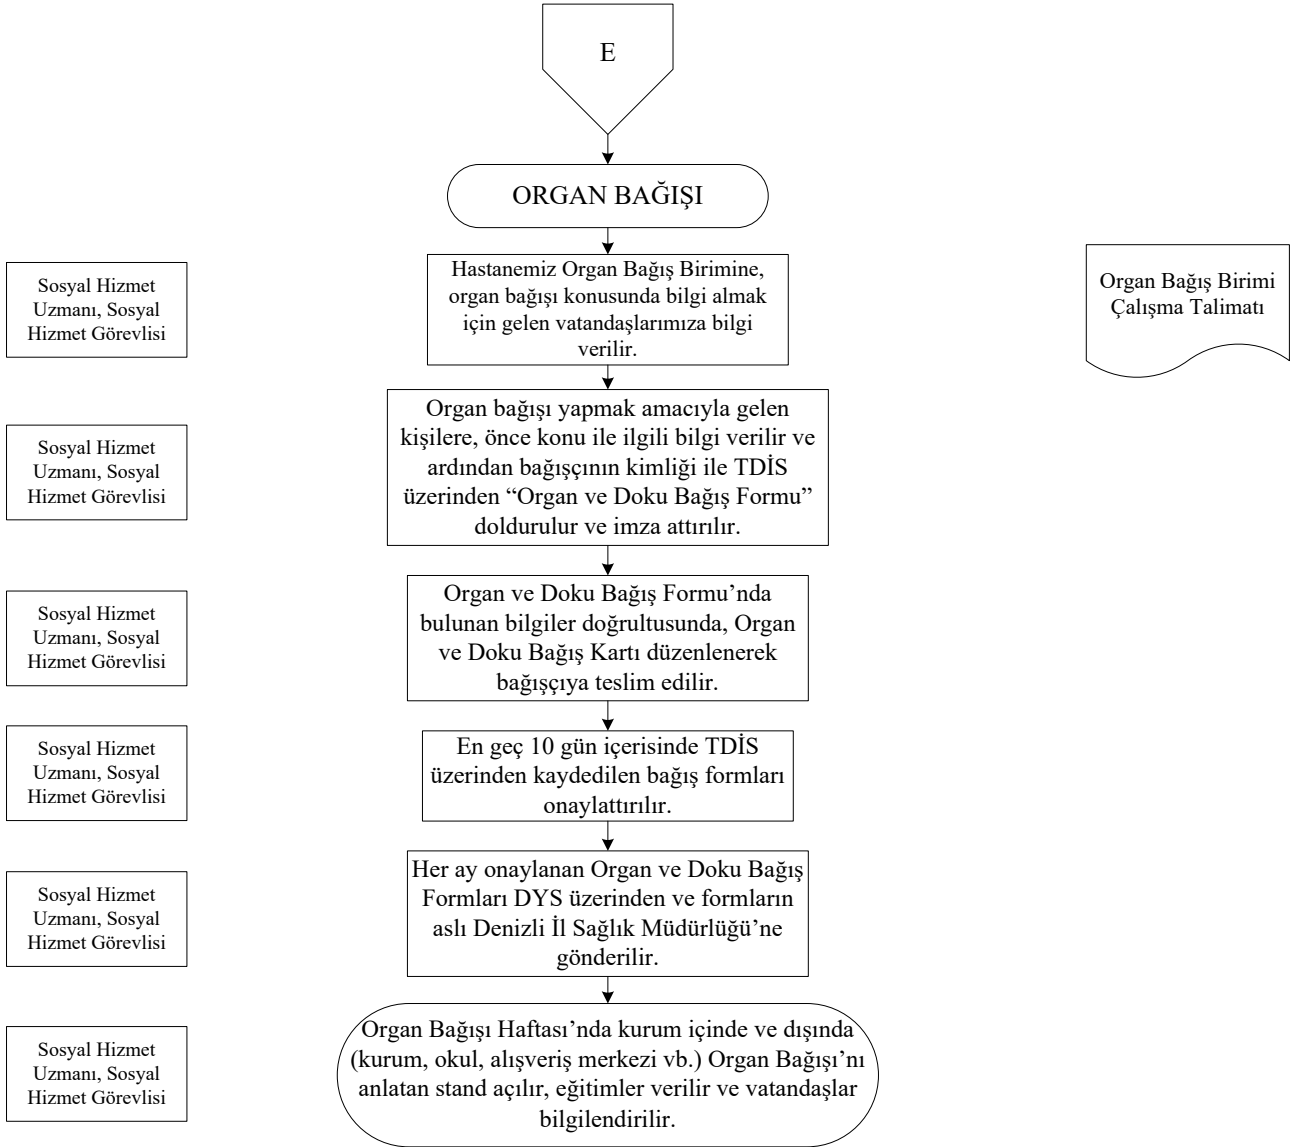 E
ORGAN BAĞIŞI
Sosyal Hizmet
Uzmanı, Sosyal
Hizmet Görevlisi
Hastanemiz Organ Bağış Birimine,
organ bağışı konusunda bilgi almak
için gelen vatandaşlarımıza bilgi
verilir.
Organ Bağış Birimi
Çalışma Talimatı
Sosyal Hizmet
Uzmanı, Sosyal
Hizmet Görevlisi
Organ bağışı yapmak amacıyla gelen
kişilere, önce konu ile ilgili bilgi verilir ve
ardından bağışçının kimliği ile TDİS
üzerinden “Organ ve Doku Bağış Formu”
doldurulur ve imza attırılır.
Sosyal Hizmet
Uzmanı, Sosyal
Hizmet Görevlisi
Organ ve Doku Bağış Formu’nda
bulunan bilgiler doğrultusunda, Organ
ve Doku Bağış Kartı düzenlenerek
bağışçıya teslim edilir.
Sosyal Hizmet
Uzmanı, Sosyal
Hizmet Görevlisi
En geç 10 gün içerisinde TDİS
üzerinden kaydedilen bağış formları
onaylattırılır.
Sosyal Hizmet
Uzmanı, Sosyal
Hizmet Görevlisi
Her ay onaylanan Organ ve Doku Bağış
Formları DYS üzerinden ve formların
aslı Denizli İl Sağlık Müdürlüğü’ne
gönderilir.
Sosyal Hizmet
Uzmanı, Sosyal
Hizmet Görevlisi
Organ Bağışı Haftası’nda kurum içinde ve dışında
(kurum, okul, alışveriş merkezi vb.) Organ Bağışı’nı
anlatan stand açılır, eğitimler verilir ve vatandaşlar
bilgilendirilir.